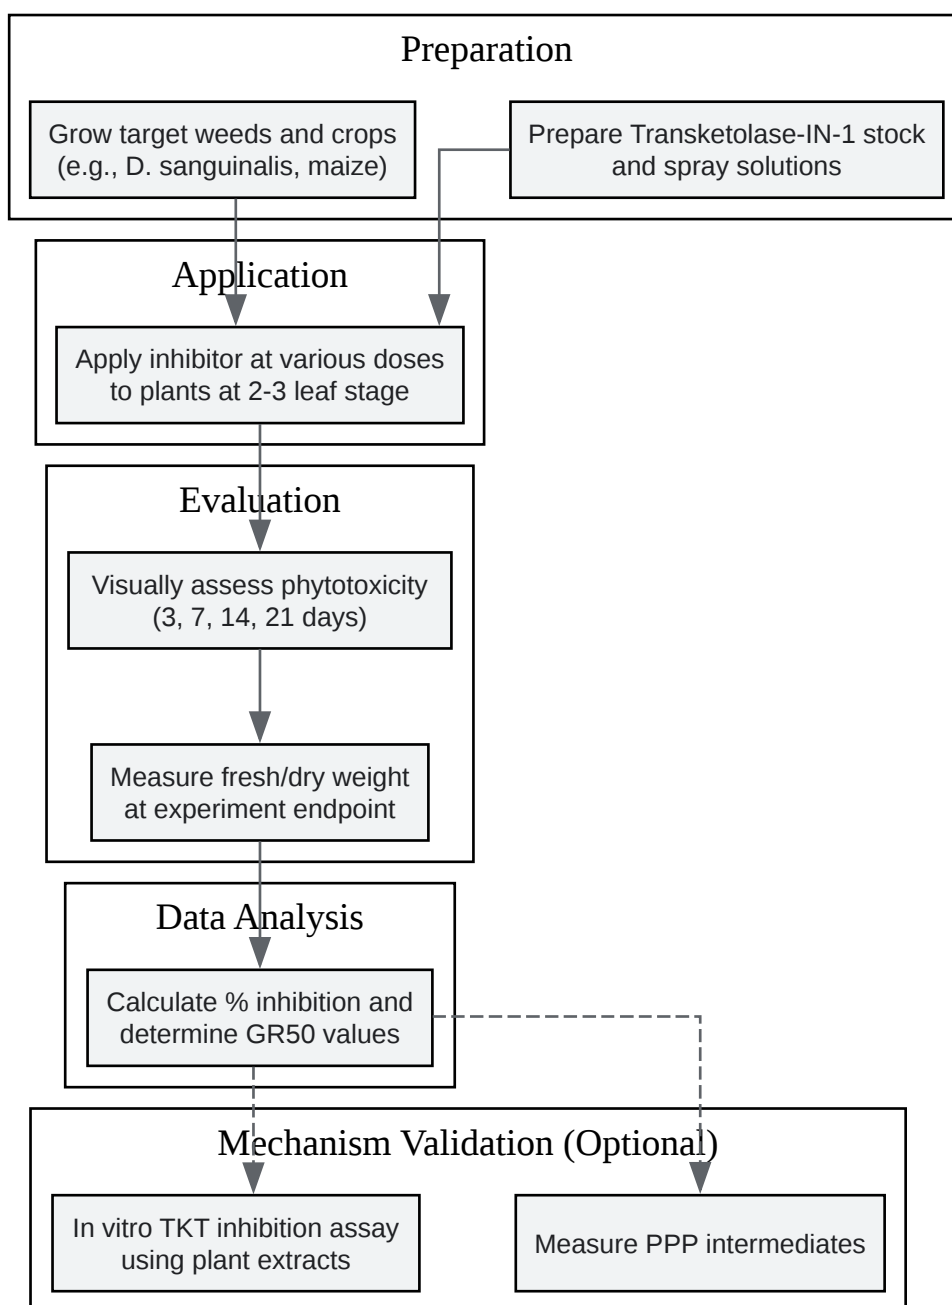 Preparation
Grow target weeds and crops
(e.g., D. sanguinalis, maize)
Prepare Transketolase-IN-1 stock
and spray solutions
Application
Apply inhibitor at various doses
to plants at 2-3 leaf stage
Evaluation
Visually assess phytotoxicity
(3, 7, 14, 21 days)
Measure fresh/dry weight
at experiment endpoint
Data Analysis
Calculate % inhibition and
determine GR50 values
Mechanism Validation (Optional)
In vitro TKT inhibition assay
using plant extracts
Measure PPP intermediates